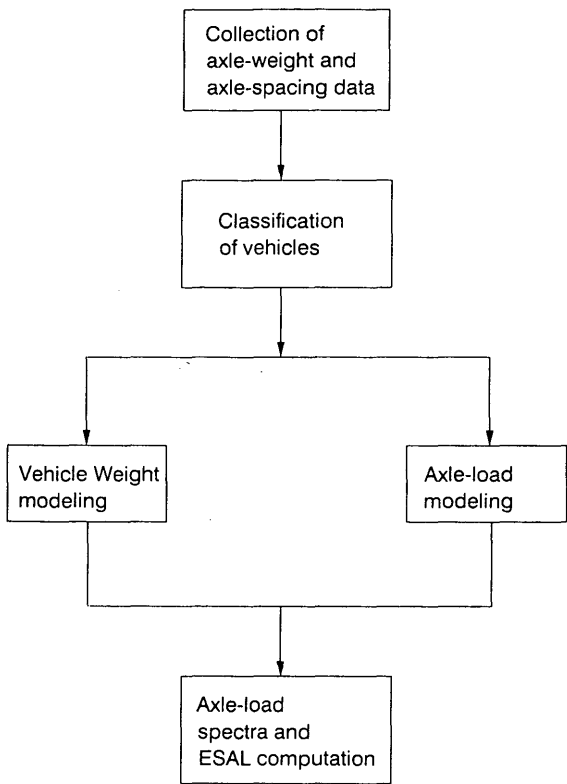 Collection of
axle-weight and
axle-spacing data
Classification
of vehicles
Vehicle Weight
modeling
Axle-load
modeling
Axle-load
spectra and
ESAL computation